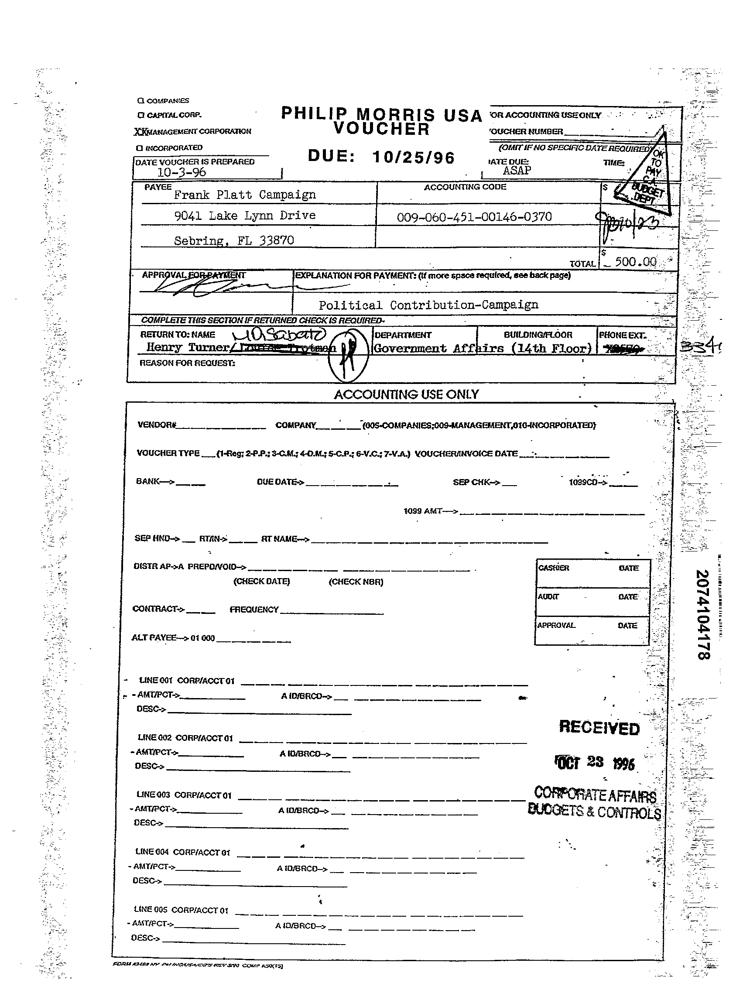 ☐ COMPANIES
☐ CAPITAL CORP.
XX MANAGEMENT CORPORATION
☐ INCORPORATED
PHILIP MORRIS USA
VOUCHER
DUE: 10/25/96
FOR ACCOUNTING USE ONLY
VOUCHER NUMBER
(OMIT IF NO SPECIFIC DATE REQUIRED)
DATE VOUCHER IS PREPARED
10-3-96
DATE DUE:
ASAP
TIME:
OK
TO
PAY
C.A.
BUDGET
DEPT.
PAYEE
Frank Platt Campaign
9041 Lake Lynn Drive
Sebring, FL 33870
ACCOUNTING CODE
009-060-451-00146-0370
$
10/23
$
TOTAL 500.00
APPROVAL FOR PAYMENT
EXPLANATION FOR PAYMENT: (If more space required, see back page)
Political Contribution-Campaign
COMPLETE THIS SECTION IF RETURNED CHECK IS REQUIRED-
RETURN TO: NAME
Henry Turner/
DEPARTMENT
BUILDING/FLOOR
Government Affairs (14th Floor)
PHONE EXT.
REASON FOR REQUEST:
ACCOUNTING USE ONLY
VENDOR# COMPANY (005-COMPANIES;009-MANAGEMENT,010-INCORPORATED)
VOUCHER TYPE (1-Reg; 2-P.P.; 3-C.M.; 4-D.M.; 5-C.P.; 6-V.C.; 7-V.A.) VOUCHER/INVOICE DATE
BANK-> DUE DATE-> SEP CHK-> 1099CD->
1099 AMT->
SEP HND-> RT/IN-> RT NAME->
DISTR AP->A PREPD/VOID->
(CHECK DATE) (CHECK NBR)
CONTRACT-> FREQUENCY
ALT PAYEE-> 01 000
CASHIER DATE
AUDIT DATE
APPROVAL DATE
2074104178
LINE 001 CORP/ACCT 01
- AMT/PCT-> A ID/BRCD->
DESC->
LINE 002 CORP/ACCT 01
- AMT/PCT-> A ID/BRCD->
DESC->
LINE 003 CORP/ACCT 01
- AMT/PCT-> A ID/BRCD->
DESC->
LINE 004 CORP/ACCT 01
- AMT/PCT-> A ID/BRCD->
DESC->
LINE 005 CORP/ACCT 01
- AMT/PCT-> A ID/BRCD->
DESC->
RECEIVED
OCT 23 1996
CORPORATE AFFAIRS
BUDGETS & CONTROLS